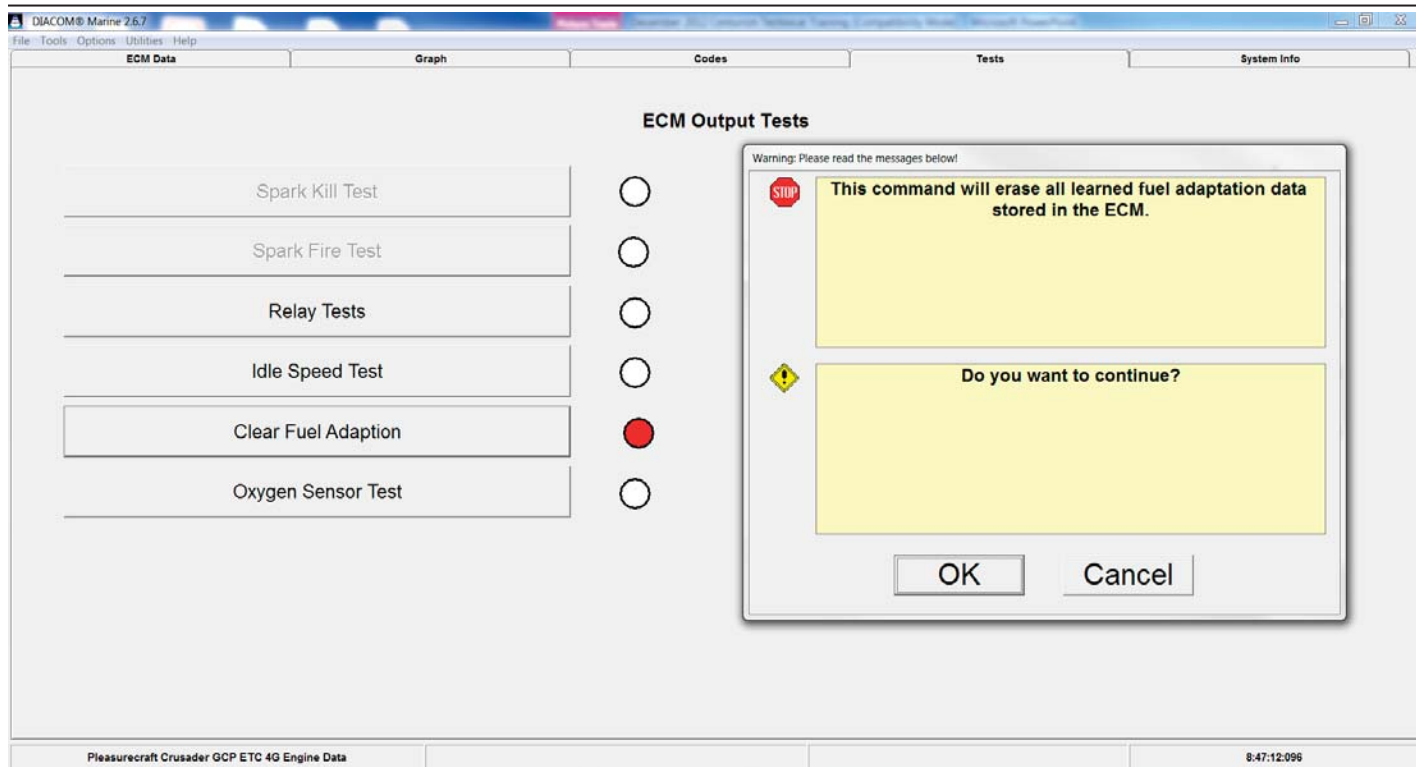 DIACOM® Marine 2.6.7
File Tools Options Utilities Help
ECM Data Graph Codes Tests System Info
ECM Output Tests
Spark Kill Test
Spark Fire Test
Relay Tests
Idle Speed Test
Clear Fuel Adaption
Oxygen Sensor Test
Warning: Please read the messages below!
STOP
This command will erase all learned fuel adaptation data
stored in the ECM.
Do you want to continue?
OK Cancel
Pleasurecraft Crusader GCP ETC 4G Engine Data 8:47:12:096